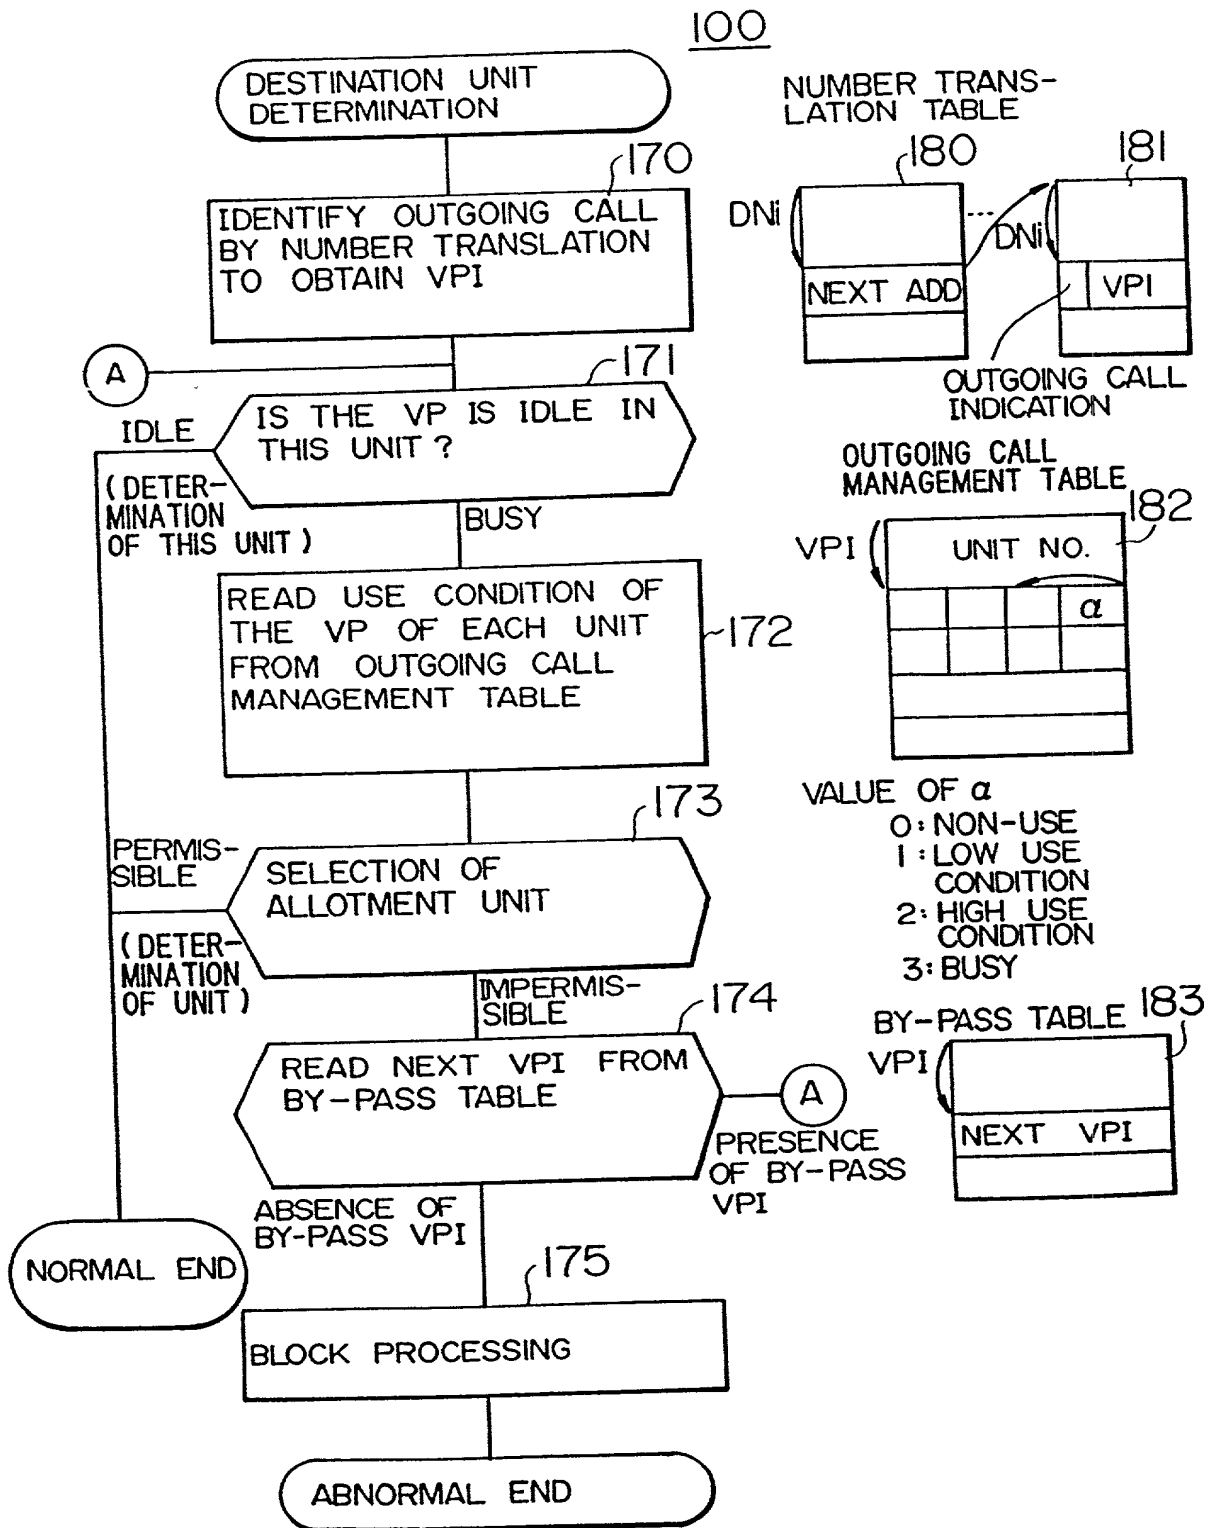 100
DESTINATION UNIT
DETERMINATION
170
IDENTIFY OUTGOING CALL
BY NUMBER TRANSLATION
TO OBTAIN VPI
A
171
IS THE VP IS IDLE IN
THIS UNIT ?
IDLE
(DETER-
MINATION
OF THIS UNIT)
BUSY
READ USE CONDITION OF
THE VP OF EACH UNIT
FROM OUTGOING CALL
MANAGEMENT TABLE
172
173
PERMIS-
SIBLE
SELECTION OF
ALLOTMENT UNIT
(DETER-
MINATION
OF UNIT)
IMPERMIS-
SIBLE
174
READ NEXT VPI FROM
BY-PASS TABLE
A
PRESENCE
OF BY-PASS
VPI
ABSENCE OF
BY-PASS VPI
NORMAL END
175
BLOCK PROCESSING
ABNORMAL END
NUMBER TRANS-
LATION TABLE
180
181
DNi
...
DNi
NEXT ADD
VPI
OUTGOING CALL
INDICATION
OUTGOING CALL
MANAGEMENT TABLE
182
VPI
UNIT NO.
α
VALUE OF α
0: NON-USE
1: LOW USE
CONDITION
2: HIGH USE
CONDITION
3: BUSY
BY-PASS TABLE
183
VPI
NEXT VPI